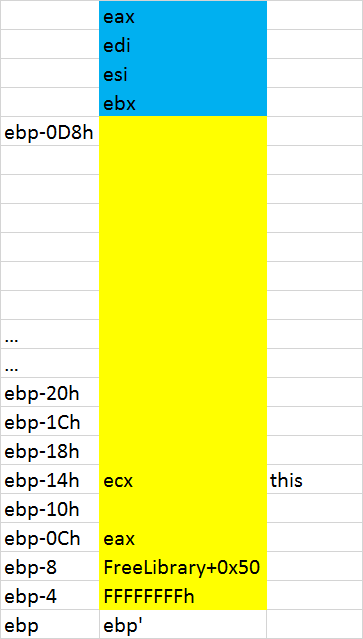 eax
edi
esi
ebx
ebp-0D8h
...
...
ebp-20h
ebp-1Ch
ebp-18h
ebp-14h ecx this
ebp-10h
ebp-0Ch eax
ebp-8 FreeLibrary+0x50
ebp-4 FFFFFFFFh
ebp ebp'